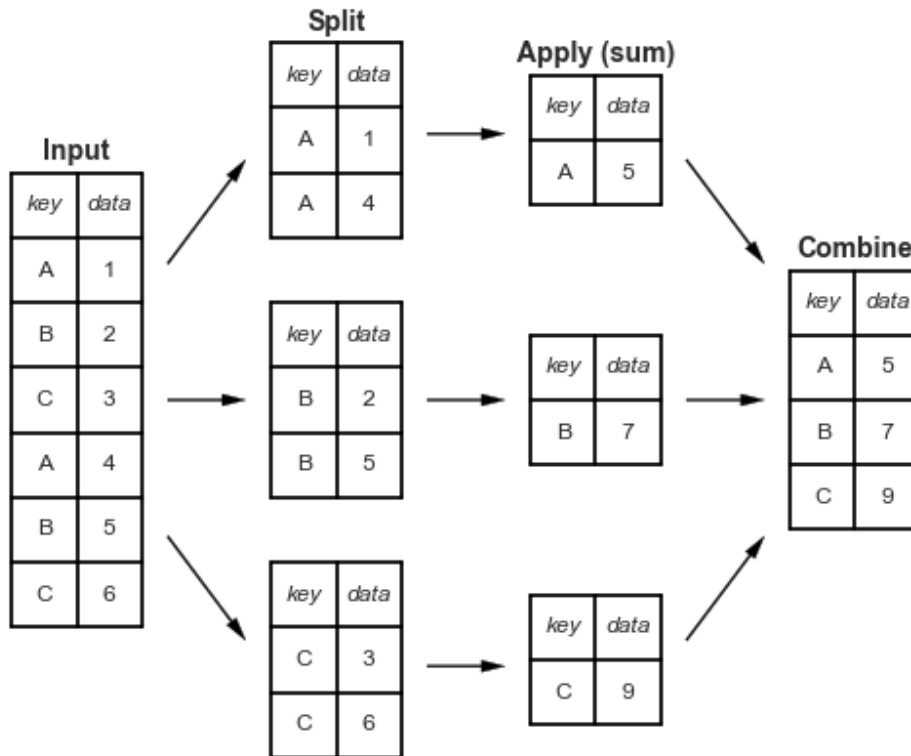 Input
key data
A 1
B 2
C 3
A 4
B 5
C 6
Split
key data
A 1
A 4
key data
B 2
B 5
key data
C 3
C 6
Apply (sum)
key data
A 5
key data
B 7
key data
C 9
Combine
key data
A 5
B 7
C 9